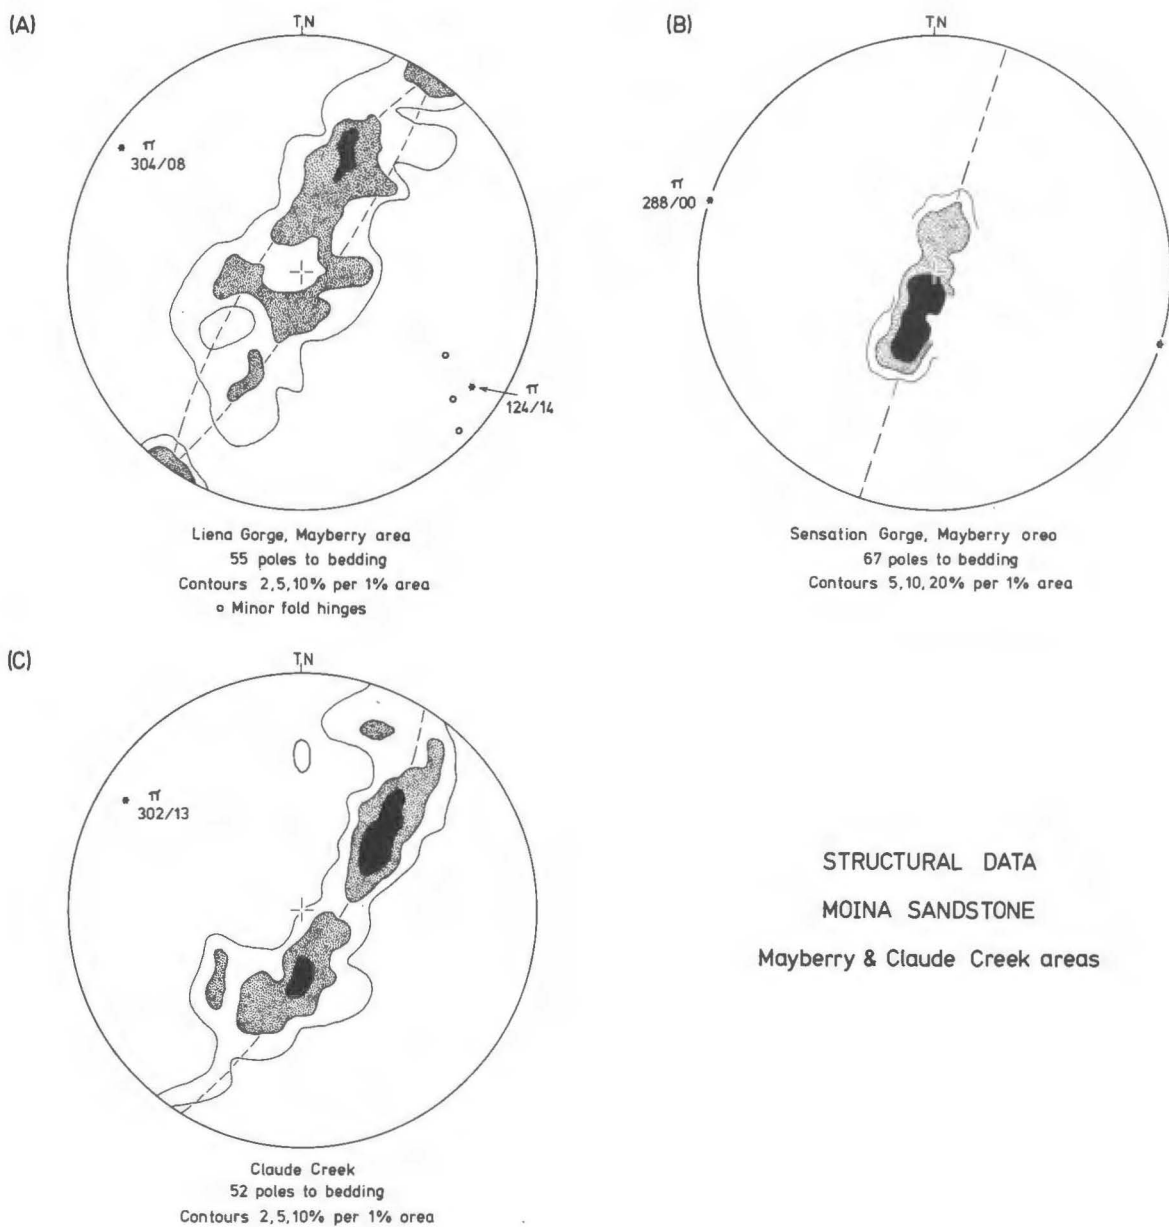 (A)
T.N
π
304/08
π
124/14
Liena Gorge, Mayberry area
55 poles to bedding
Contours 2,5,10% per 1% area
o Minor fold hinges
(B)
T.N
π
288/00
Sensation Gorge, Mayberry oreo
67 poles to bedding
Contours 5,10,20% per 1% area
(C)
T.N
π
302/13
Claude Creek
52 poles to bedding
Contours 2,5,10% per 1% orea
STRUCTURAL DATA
MOINA SANDSTONE
Mayberry & Claude Creek areas